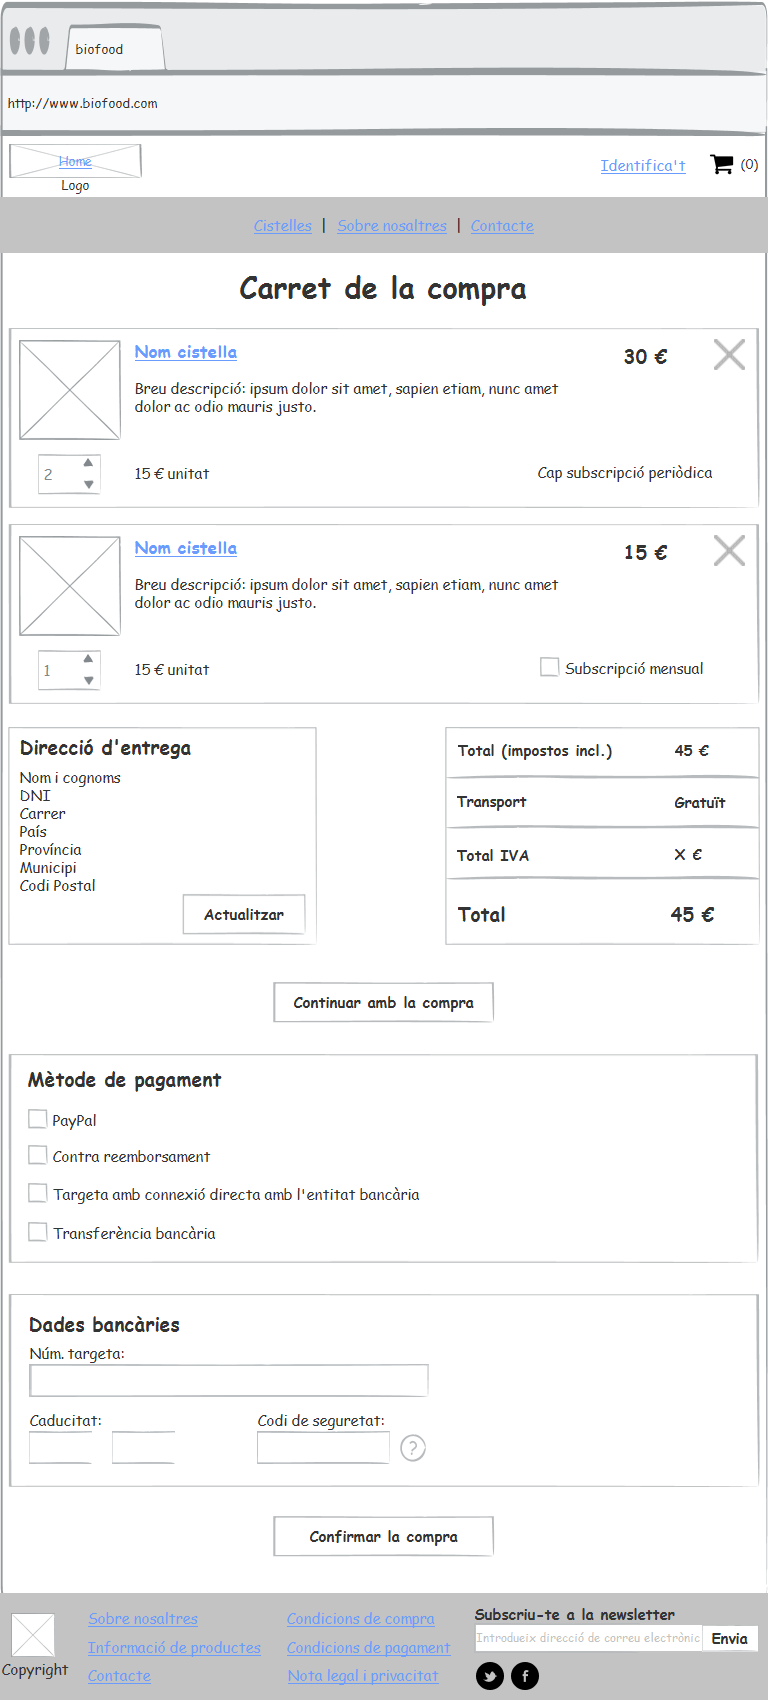 biofood
http://www.biofood.com
Home
Logo
Identifica't
(0)
Cistelles | Sobre nosaltres | Contacte
Carret de la compra
Nom cistella
30 €
Breu descripció: ipsum dolor sit amet, sapien etiam, nunc amet
dolor ac odio mauris justo.
2
15 € unitat
Cap subscripció periòdica
Nom cistella
15 €
Breu descripció: ipsum dolor sit amet, sapien etiam, nunc amet
dolor ac odio mauris justo.
1
15 € unitat
Subscripció mensual
Direcció d'entrega
Nom i cognoms
DNI
Carrer
País
Província
Municipi
Codi Postal
Actualitzar
Total (impostos incl.) 45 €
Transport Gratuït
Total IVA X €
Total 45 €
Continuar amb la compra
Mètode de pagament
PayPal
Contra reemborsament
Targeta amb connexió directa amb l'entitat bancària
Transferència bancària
Dades bancàries
Núm. targeta:
Caducitat:
Codi de seguretat:
?
Confirmar la compra
Copyright
Sobre nosaltres
Informació de productes
Contacte
Condicions de compra
Condicions de pagament
Nota legal i privacitat
Subscriu-te a la newsletter
Introdueix direcció de correu electrònic
Envia